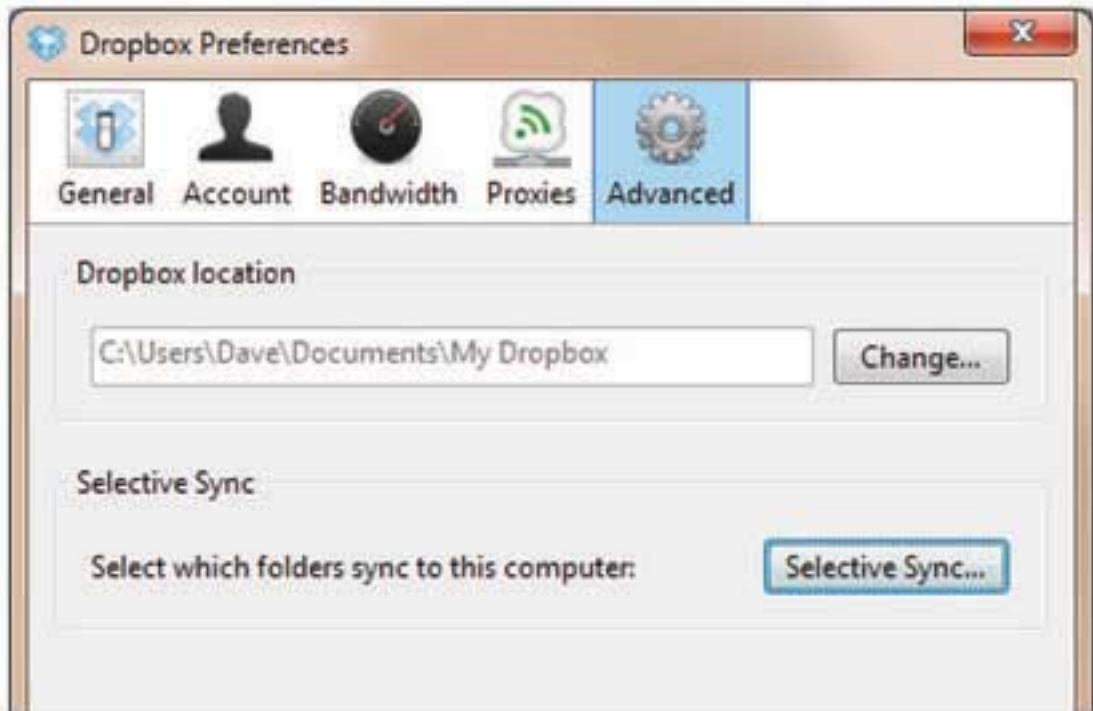 Dropbox Preferences
General Account Bandwidth Proxies Advanced
Dropbox location
C:\Users\Dave\Documents\My Dropbox Change...
Selective Sync
Select which folders sync to this computer: Selective Sync...